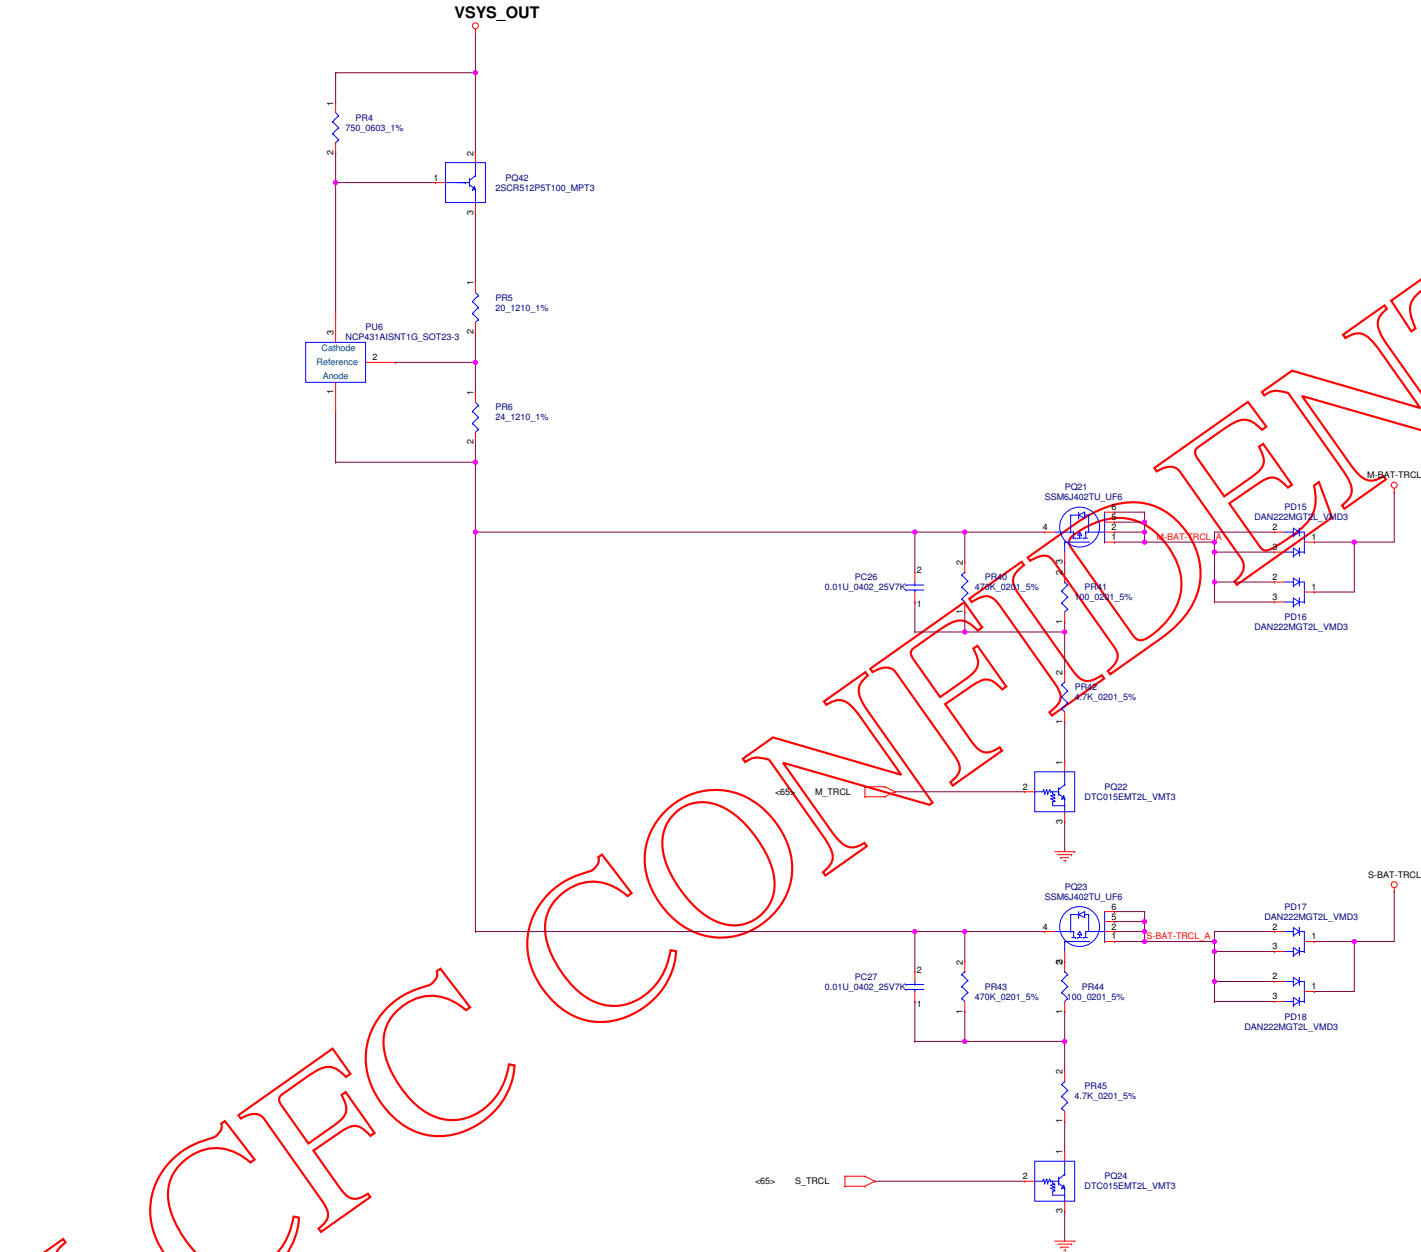 VSYS_OUT
1
PR4
750_0603_1%
2
2
1
PQ42
2SCR512P5T100_MPT3
3
1
PR5
20_1210_1%
2
3
PU6
NCP431AISNT1G_SOT23-3
Cathode
Reference
Anode
2
1
1
PR6
24_1210_1%
2
PQ21
SSM6J402TU_UF6
4
6
5
2
1
3
M-BAT-TRCL_A
M-BAT-TRCL
PD15
DAN222MGT2L_VMD3
2
3
1
2
3
1
PD16
DAN222MGT2L_VMD3
PC26
0.01U_0402_25V7K
2
1
2
PR40
470K_0201_5%
1
2
PR41
100_0201_5%
1
2
PR42
4.7K_0201_5%
1
1
<65> M_TRCL
2
PQ22
DTC015EMT2L_VMT3
3
PQ23
SSM6J402TU_UF6
4
6
5
2
1
3
S-BAT-TRCL_A
S-BAT-TRCL
PD17
DAN222MGT2L_VMD3
2
3
1
2
3
1
PD18
DAN222MGT2L_VMD3
PC27
0.01U_0402_25V7K
2
1
2
PR43
470K_0201_5%
1
2
PR44
100_0201_5%
1
2
PR45
4.7K_0201_5%
1
1
<65> S_TRCL
2
PQ24
DTC015EMT2L_VMT3
3
CFC CONFIDENT